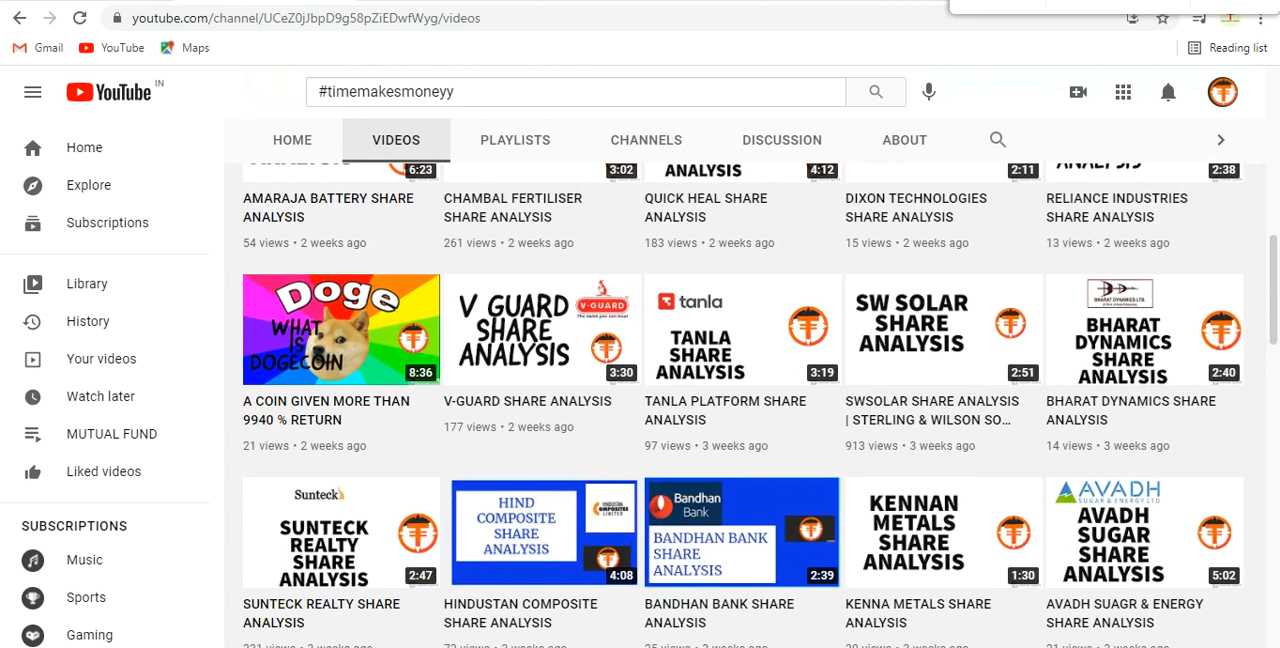 youtube.com/channel/UCeZ0jJbpD9g58pZiEDwfWyg/videos
Gmail YouTube Maps Reading list
YouTube IN
#timemakesmoneyy
HOME VIDEOS PLAYLISTS CHANNELS DISCUSSION ABOUT
Home
Explore
Subscriptions
Library
History
Your videos
Watch later
MUTUAL FUND
Liked videos
SUBSCRIPTIONS
Music
Sports
Gaming
6:23
AMARAJA BATTERY SHARE
ANALYSIS
54 views • 2 weeks ago
3:02
CHAMBAL FERTILISER
SHARE ANALYSIS
261 views • 2 weeks ago
ANALYSIS
4:12
QUICK HEAL SHARE
ANALYSIS
183 views • 2 weeks ago
2:11
DIXON TECHNOLOGIES
SHARE ANALYSIS
15 views • 2 weeks ago
2:38
RELIANCE INDUSTRIES
SHARE ANALYSIS
13 views • 2 weeks ago
Doge
WHAT
IS
DOGECOIN
8:36
A COIN GIVEN MORE THAN
9940 % RETURN
21 views • 2 weeks ago
V GUARD
SHARE
ANALYSIS
V-GUARD
3:30
V-GUARD SHARE ANALYSIS
177 views • 2 weeks ago
tanla
TANLA
SHARE
ANALYSIS
3:19
TANLA PLATFORM SHARE
ANALYSIS
97 views • 3 weeks ago
SW SOLAR
SHARE
ANALYSIS
2:51
SWSOLAR SHARE ANALYSIS
| STERLING & WILSON SO...
913 views • 3 weeks ago
BHARAT DYNAMICS LTD.
BHARAT
DYNAMICS
SHARE
ANALYSIS
2:40
BHARAT DYNAMICS SHARE
ANALYSIS
14 views • 3 weeks ago
Sunteck
SUNTECK
REALTY
SHARE
ANALYSIS
2:47
SUNTECK REALTY SHARE
ANALYSIS
HIND
COMPOSITE
SHARE
ANALYSIS
4:08
HINDUSTAN COMPOSITE
SHARE ANALYSIS
Bandhan
Bank
BANDHAN BANK
SHARE
ANALYSIS
2:39
BANDHAN BANK SHARE
ANALYSIS
KENNAN
METALS
SHARE
ANALYSIS
1:30
KENNA METALS SHARE
ANALYSIS
AVADH
SUGAR & ENERGY LTD
AVADH
SUGAR
SHARE
ANALYSIS
5:02
AVADH SUAGR & ENERGY
SHARE ANALYSIS